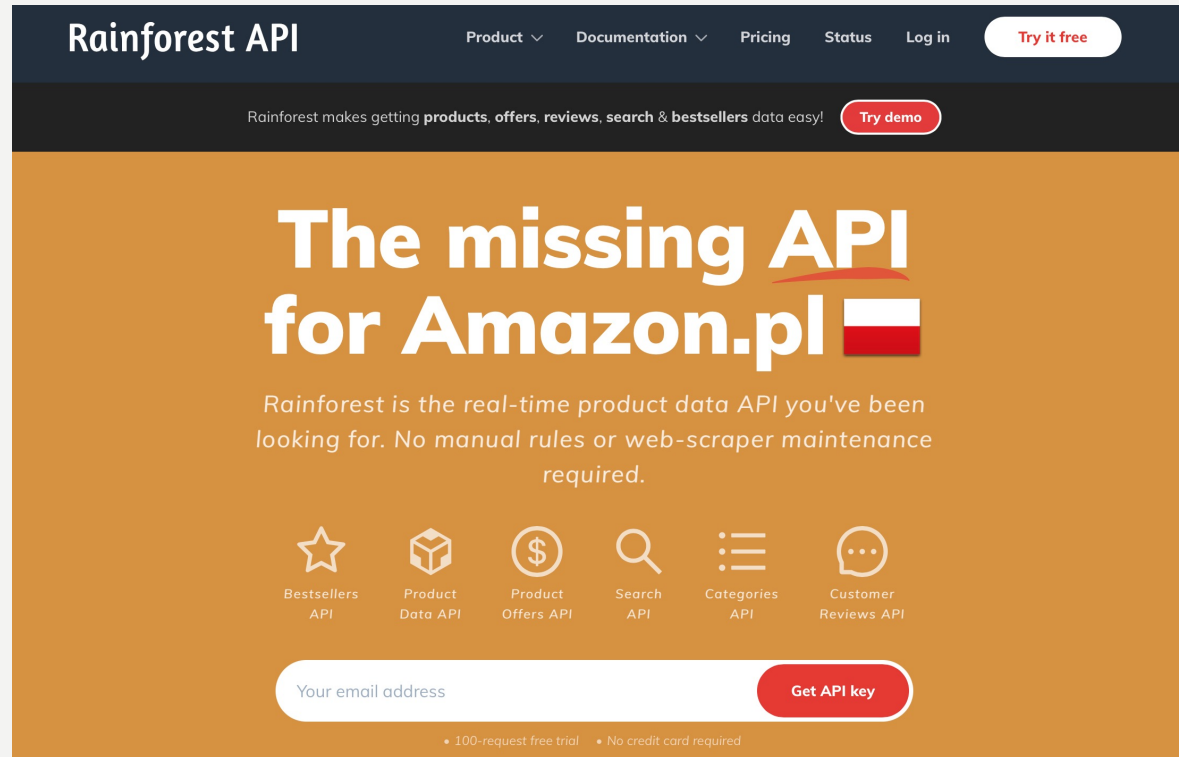 Rainforest API
Product Documentation Pricing Status Log in Try it free
Rainforest makes getting products, offers, reviews, search & bestsellers data easy! Try demo
The missing API
for Amazon.pl
Rainforest is the real-time product data API you've been
looking for. No manual rules or web-scraper maintenance
required.
Bestsellers
API
Product
Data API
Product
Offers API
Search
API
Categories
API
Customer
Reviews API
Your email address Get API key
• 100-request free trial • No credit card required